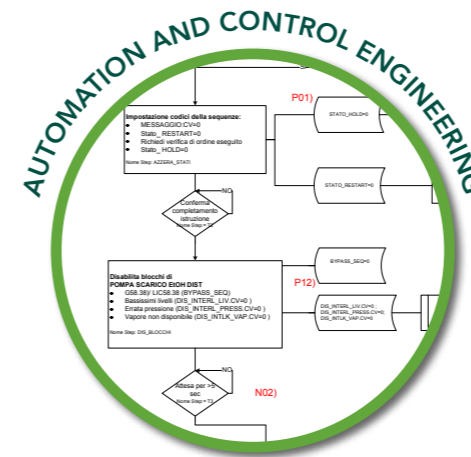 AUTOMATION AND CONTROL ENGINEERING
P01)
Impostazione codici della sequenze:
MESSAGGIO:CV=0
Stato_ RESTART=0
Richiedi verifica di ordine eseguito
Stato_ HOLD=0
Nome Step: AZZERA_STATI
STATO_HOLD=0
STATO_RESTART=0
NO
Conferma
completamento
istruzione
Nome Step = T2
BYPASS_SEQ=0
P12)
Disabilita blocchi di
POMPA SCARICO EtOH DIST
G58.38)/ LIC58.38 (BYPASS_SEQ)
Bassissimi livelli (DIS_INTERL_LIV.CV=0 )
Errata pressione (DIS_INTERL_PRESS.CV=0 )
Vapore non disponibile (DIS_INTLK_VAP.CV=0 )
Nome Step: DIS_BLOCCHI
DIS_INTERL_LIV.CV=0 ;
DIS_INTERL_PRESS.CV=0;
DIS_INTLK_VAP.CV=0
NO
Attesa per >5
sec
Nome Step = T3
N02)